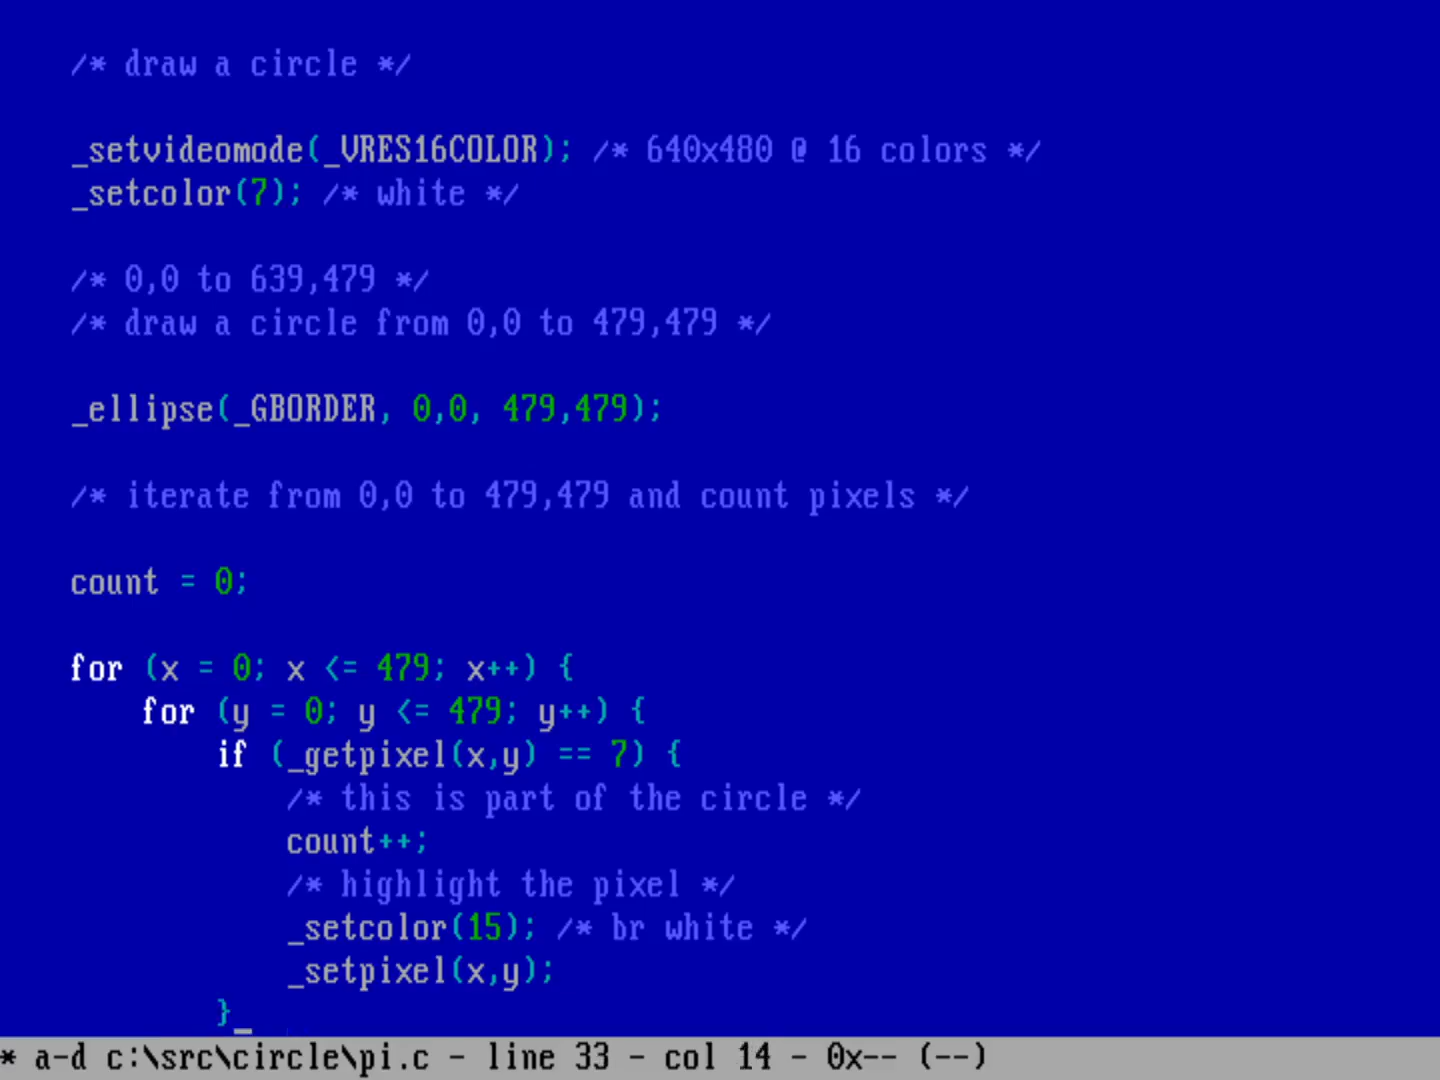 /* draw a circle */
_setvideomode(_VRES16COLOR); /* 640x480 @ 16 colors */
_setcolor(7); /* white */
/* 0,0 to 639,479 */
/* draw a circle from 0,0 to 479,479 */
_ellipse(_GBORDER, 0,0, 479,479);
/* iterate from 0,0 to 479,479 and count pixels */
count = 0;
for (x = 0; x <= 479; x++) {
for (y = 0; y <= 479; y++) {
if (_getpixel(x,y) == 7) {
/* this is part of the circle */
count++;
/* highlight the pixel */
_setcolor(15); /* br white */
_setpixel(x,y);
}
* a-d c:\src\circle\pi.c - line 33 - col 14 - 0x-- (--)